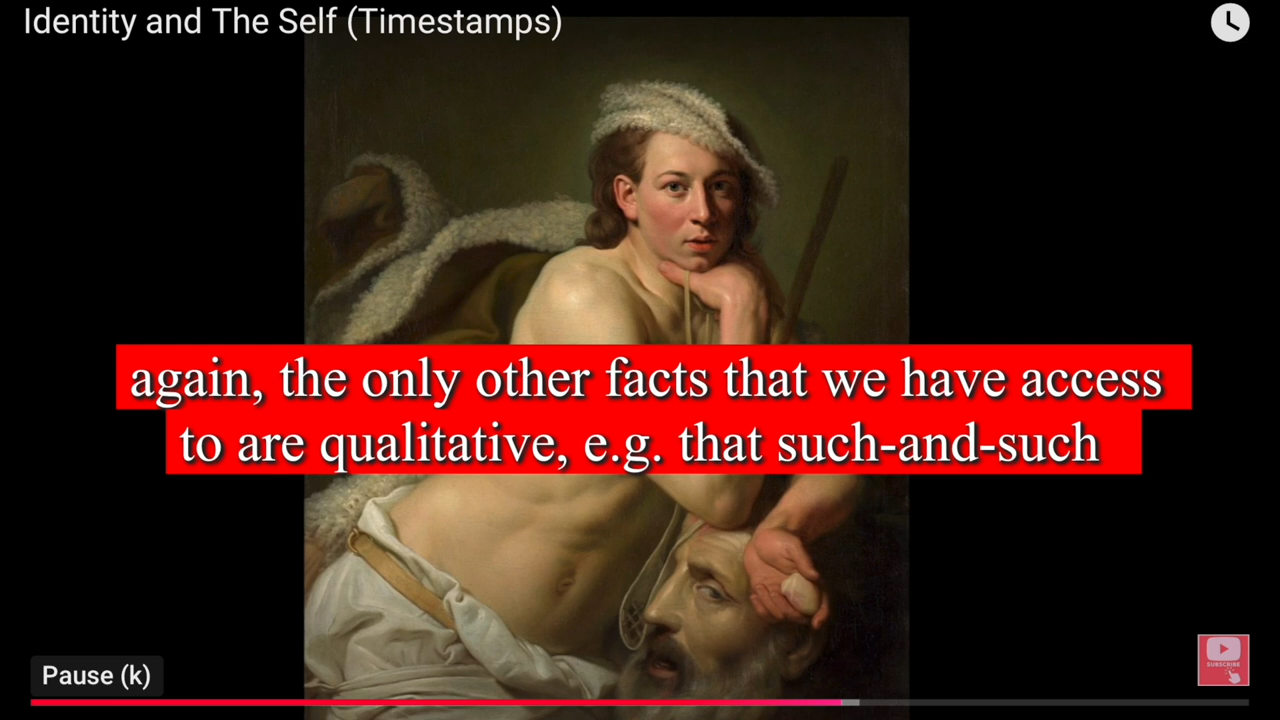 Identity and The Self (Timestamps)
again, the only other facts that we have access
to are qualitative, e.g. that such-and-such
SUBSCRIBE
Pause (k)